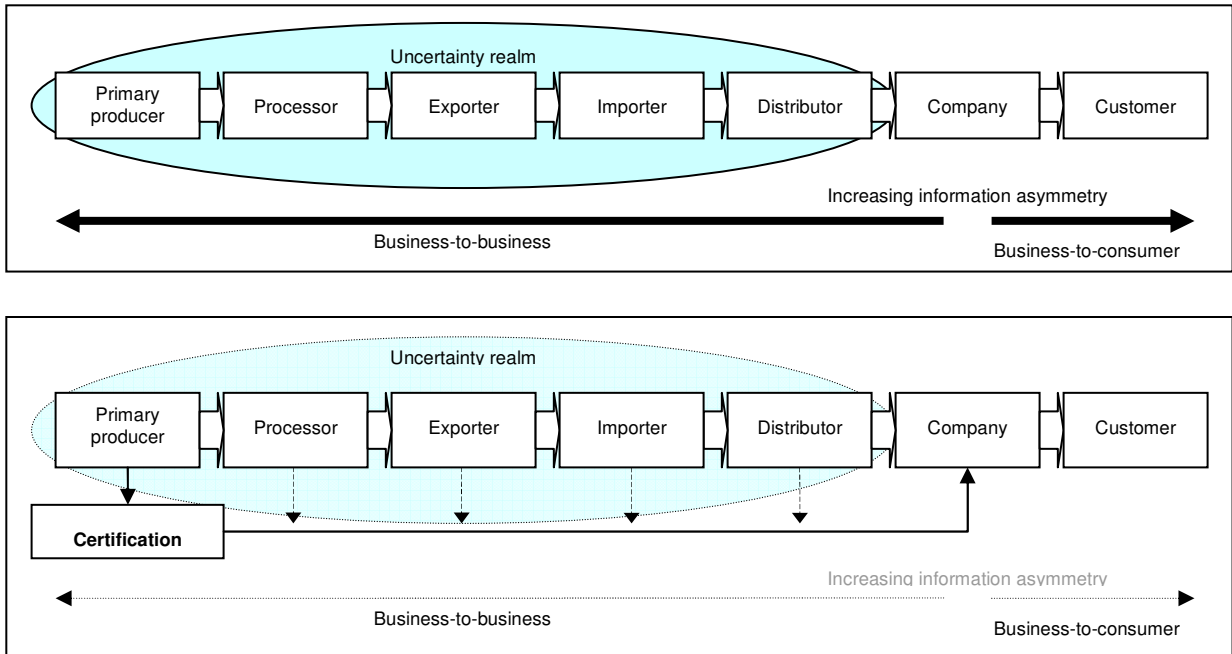 Uncertainty realm
Primary
producer
Processor
Exporter
Importer
Distributor
Company
Customer
Increasing information asymmetry
Business-to-business
Business-to-consumer
Uncertainty realm
Primary
producer
Processor
Exporter
Importer
Distributor
Company
Customer
Certification
Increasing information asymmetry
Business-to-business
Business-to-consumer